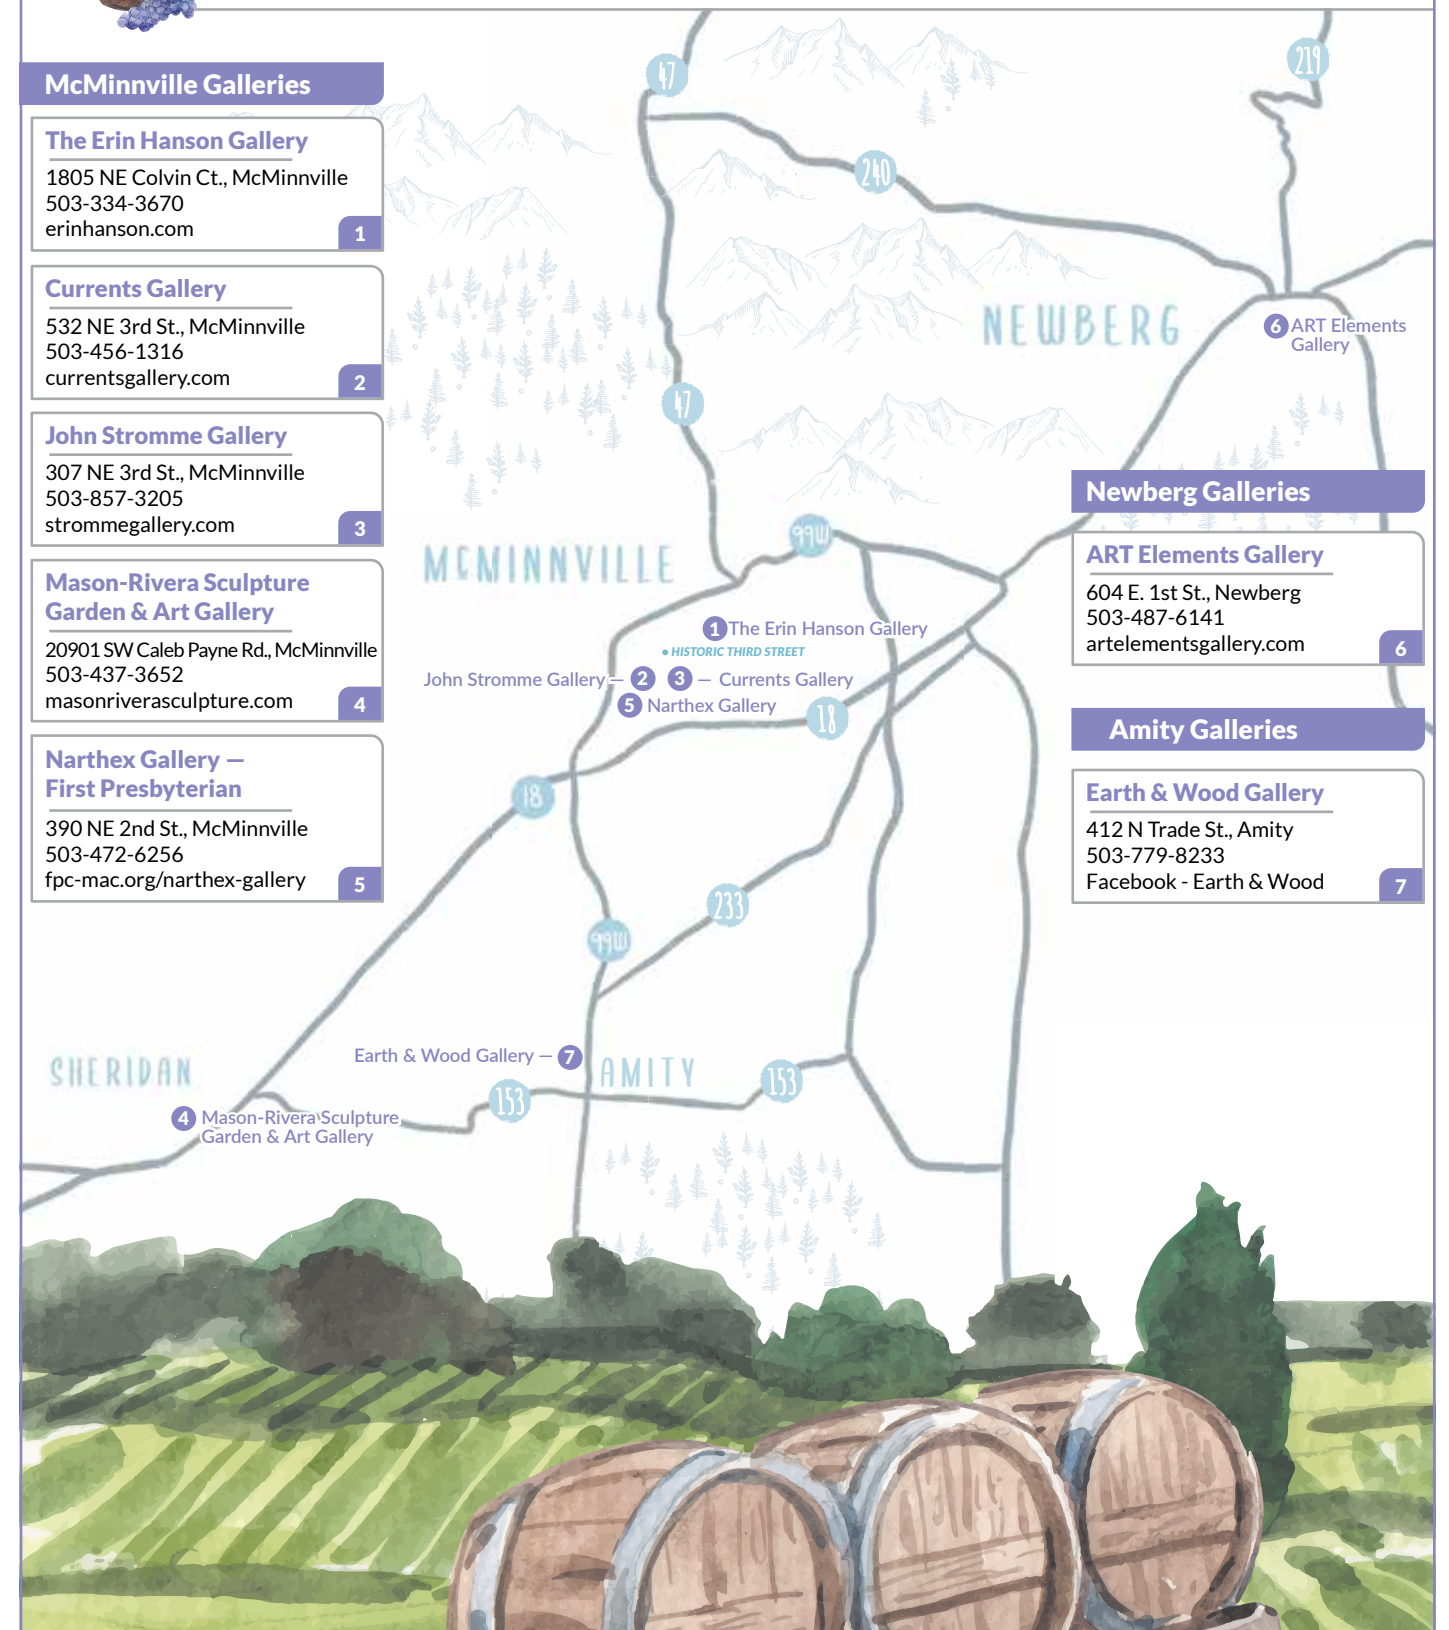 McMinnville Galleries
The Erin Hanson Gallery
1805 NE Colvin Ct., McMinnville
503-334-3670
erinhanson.com
1
Currents Gallery
532 NE 3rd St., McMinnville
503-456-1316
currentsgallery.com
2
John Stromme Gallery
307 NE 3rd St., McMinnville
503-857-3205
strommegallery.com
3
Mason-Rivera Sculpture
Garden & Art Gallery
20901 SW Caleb Payne Rd., McMinnville
503-437-3652
masonriverasculpture.com
4
Narthex Gallery —
First Presbyterian
390 NE 2nd St., McMinnville
503-472-6256
fpc-mac.org/narthex-gallery
5
47
219
240
NEWBERG
6 ART Elements
Gallery
47
99W
MCMINNVILLE
1 The Erin Hanson Gallery
• HISTORIC THIRD STREET
John Stromme Gallery — 2 3 — Currents Gallery
5 Narthex Gallery
18
18
233
99W
Earth & Wood Gallery — 7
AMITY
SHERIDAN
153
153
4 Mason-Rivera Sculpture
Garden & Art Gallery
Newberg Galleries
ART Elements Gallery
604 E. 1st St., Newberg
503-487-6141
artelementsgallery.com
6
Amity Galleries
Earth & Wood Gallery
412 N Trade St., Amity
503-779-8233
Facebook - Earth & Wood
7